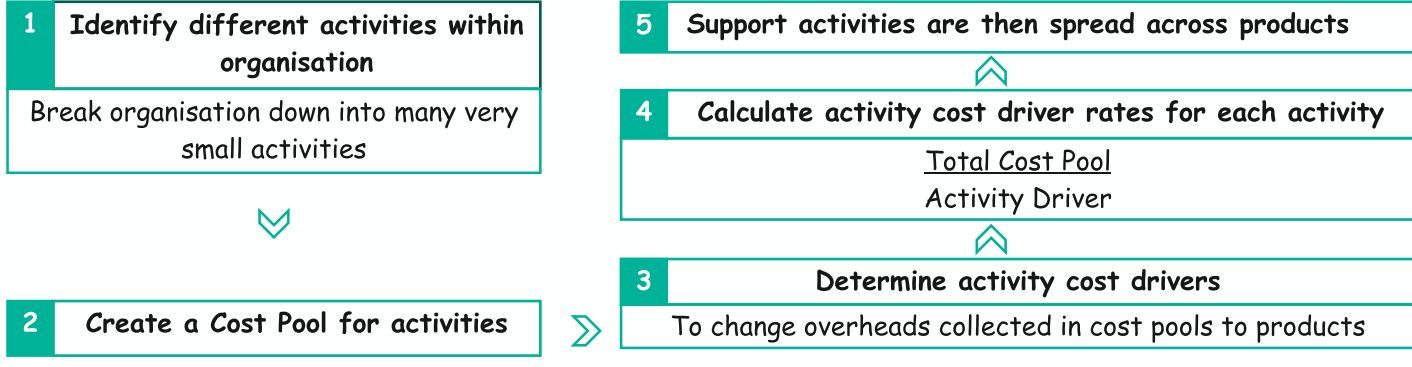 1 Identify different activities within
organisation
Break organisation down into many very
small activities
2 Create a Cost Pool for activities
3 Determine activity cost drivers
To change overheads collected in cost pools to products
4 Calculate activity cost driver rates for each activity
Total Cost Pool
Activity Driver
5 Support activities are then spread across products